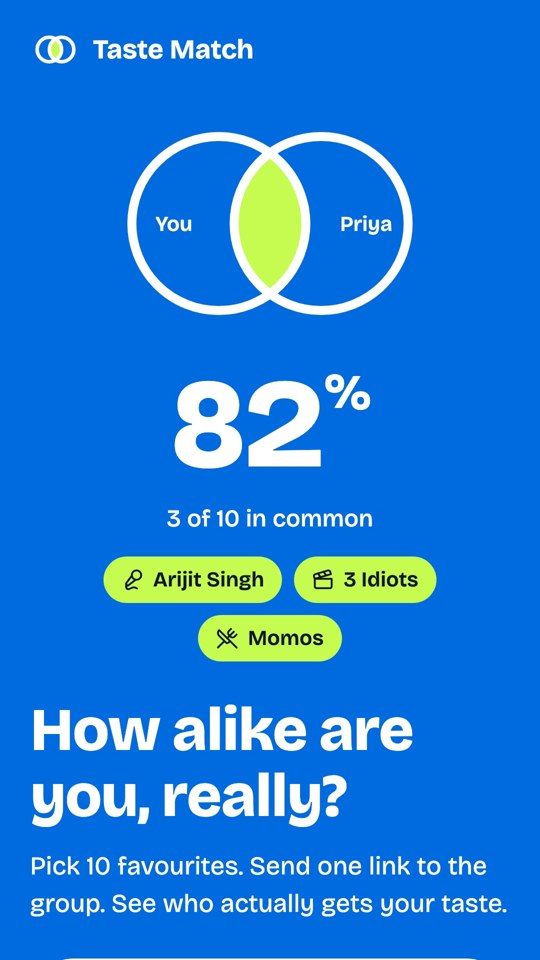 Taste Match
You
Priya
82%
3 of 10 in common
Arijit Singh
3 Idiots
Momos
How alike are
you, really?
Pick 10 favourites. Send one link to the
group. See who actually gets your taste.